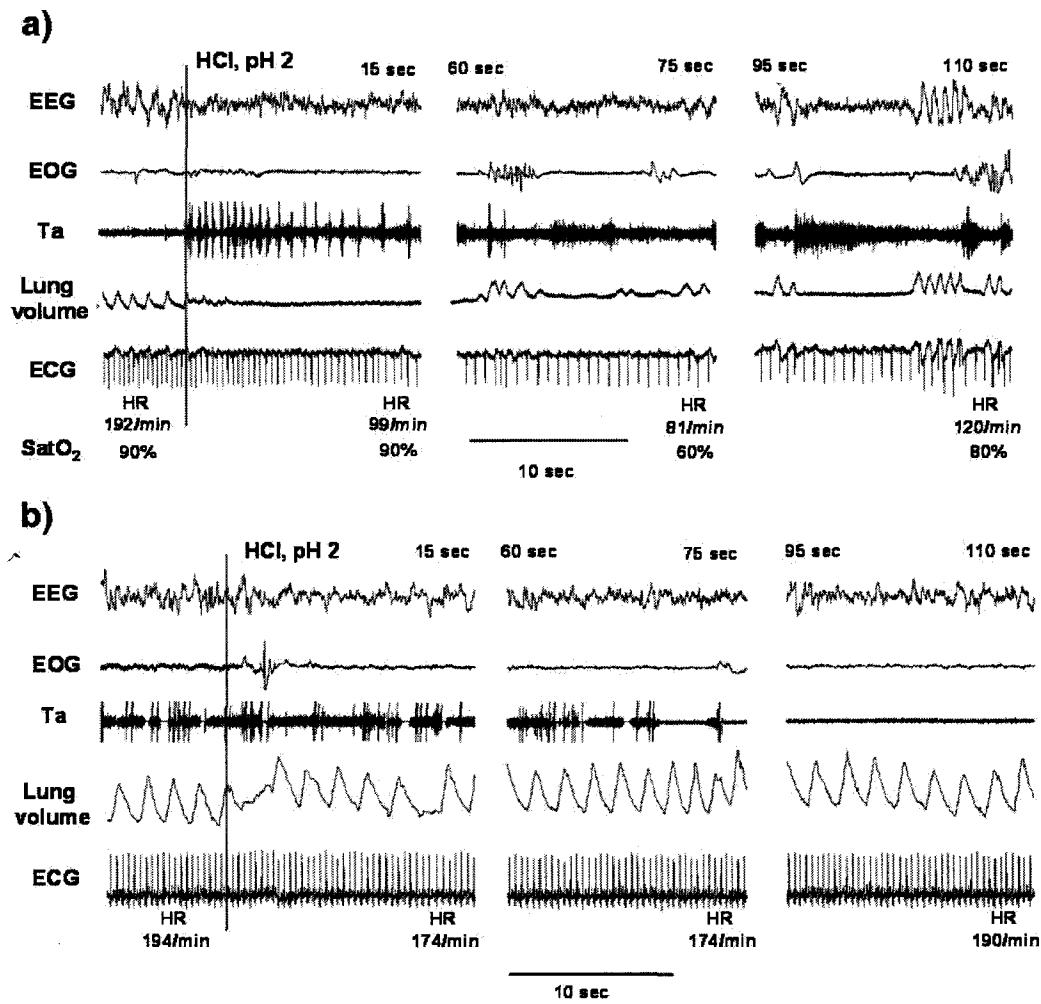 a)
HCl, pH 2 15 sec 60 sec 75 sec 95 sec 110 sec
EEG
EOG
Ta
Lung
volume
ECG
HR HR HR HR
192/min 99/min 81/min 120/min
SatO2 90% 90% 60% 80%
10 sec
b)
HCl, pH 2 15 sec 60 sec 75 sec 95 sec 110 sec
EEG
EOG
Ta
Lung
volume
ECG
HR HR HR HR
194/min 174/min 174/min 190/min
10 sec